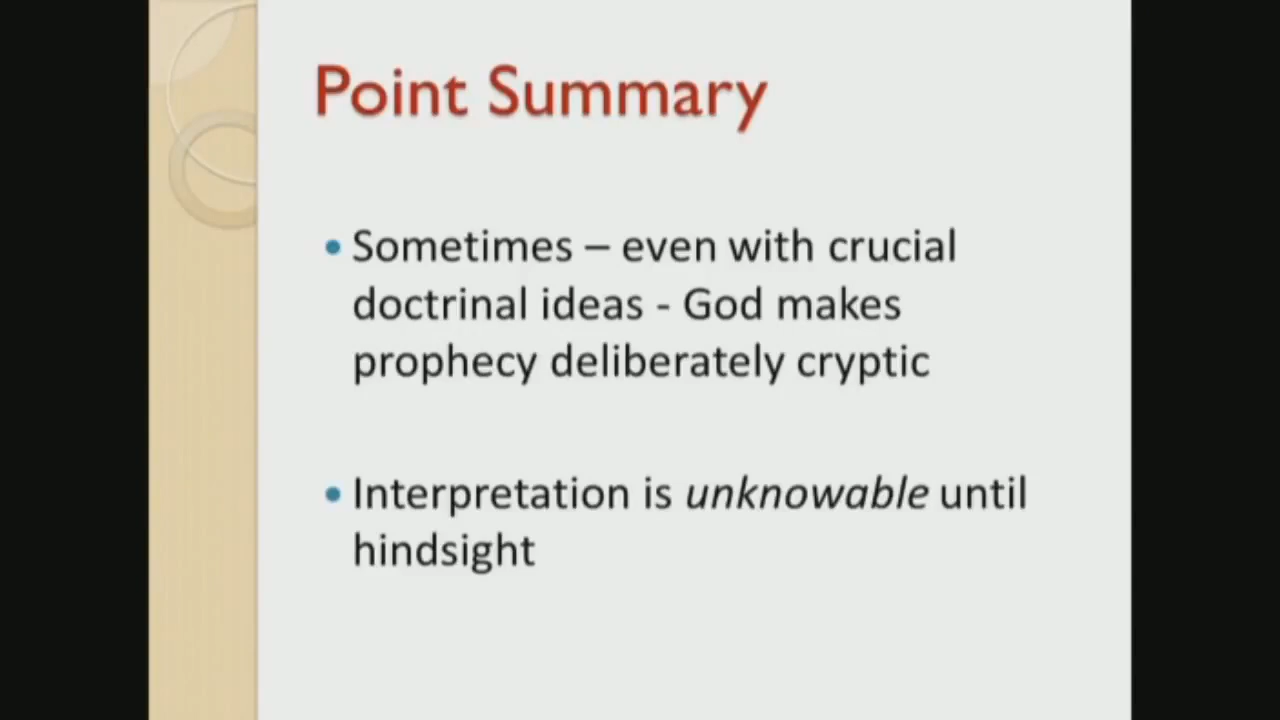 Point Summary
• Sometimes – even with crucial
doctrinal ideas - God makes
prophecy deliberately cryptic
• Interpretation is unknowable until
hindsight